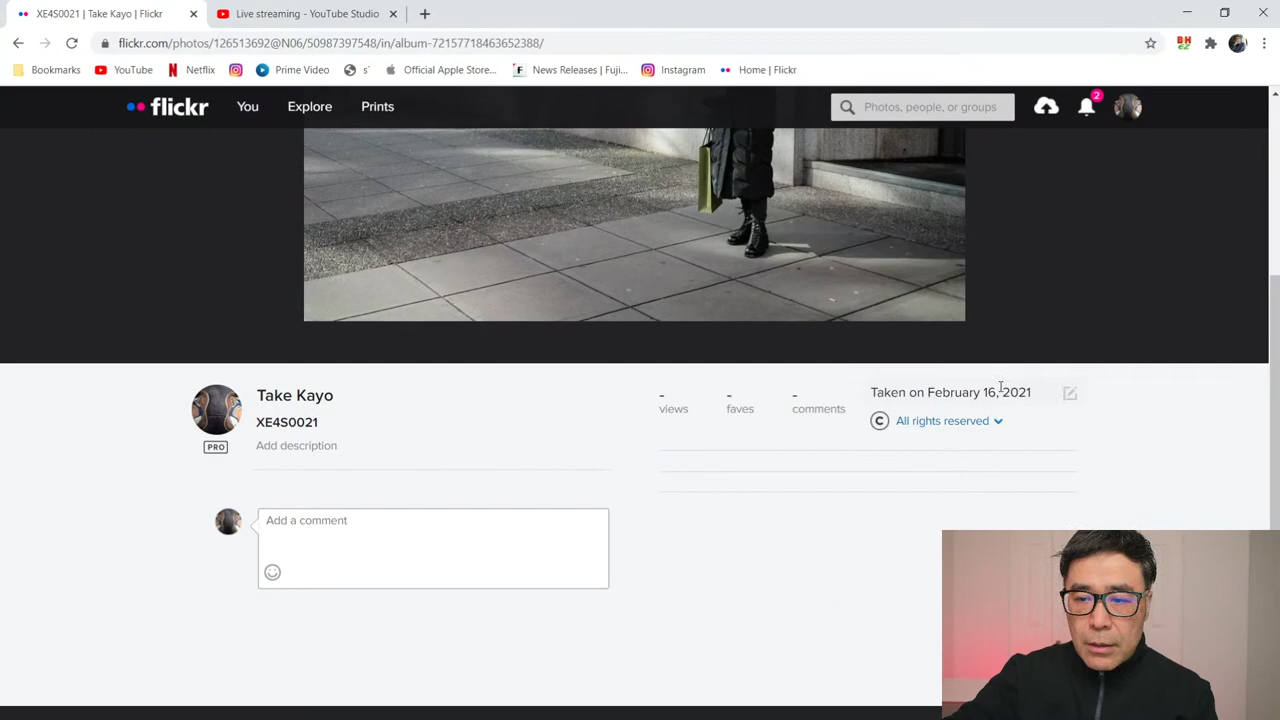 XE4S0021 | Take Kayo | Flickr
Live streaming - YouTube Studio
flickr.com/photos/126513692@N06/50987397548/in/album-72157718463652388/
Bookmarks YouTube Netflix Prime Video s` Official Apple Store... News Releases | Fuji... Instagram Home | Flickr
flickr You Explore Prints Photos, people, or groups 2
Take Kayo
XE4S0021
PRO
Add description
-
views
-
faves
-
comments
Taken on February 16, 2021
C All rights reserved
Add a comment